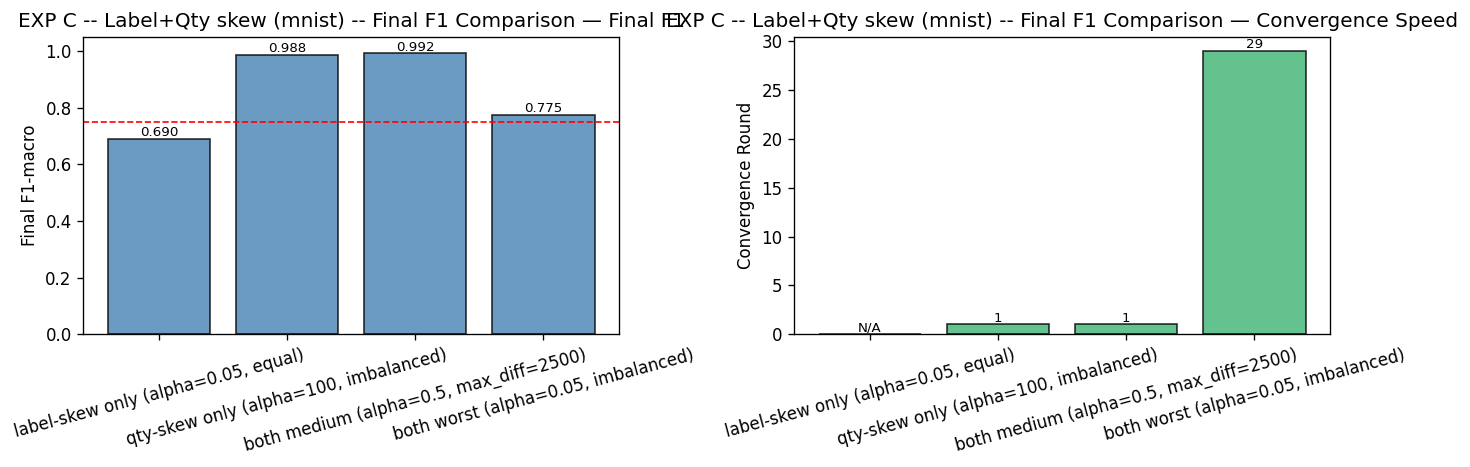 EXP C -- Label+Qty skew (mnist) -- Final F1 Comparison — Final F1
EXP C -- Label+Qty skew (mnist) -- Final F1 Comparison — Convergence Speed
Final F1-macro
1.0
0.8
0.6
0.4
0.2
0.0
0.690
0.988
0.992
0.775
label-skew only (alpha=0.05, equal)
qty-skew only (alpha=100, imbalanced)
both medium (alpha=0.5, max_diff=2500)
both worst (alpha=0.05, imbalanced)
Convergence Round
30
25
20
15
10
5
0
N/A
1
1
29
label-skew only (alpha=0.05, equal)
qty-skew only (alpha=100, imbalanced)
both medium (alpha=0.5, max_diff=2500)
both worst (alpha=0.05, imbalanced)